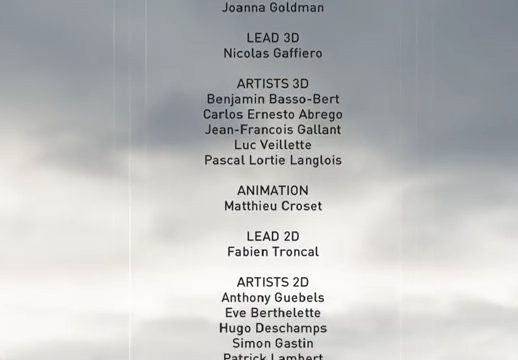 Joanna Goldman
LEAD 3D
Nicolas Gaffiero
ARTISTS 3D
Benjamin Basso-Bert
Carlos Ernesto Abrego
Jean-Francois Gallant
Luc Veillette
Pascal Lortie Langlois
ANIMATION
Matthieu Croset
LEAD 2D
Fabien Troncal
ARTISTS 2D
Anthony Guebels
Eve Berthelette
Hugo Deschamps
Simon Gastin
Patrick Lambert